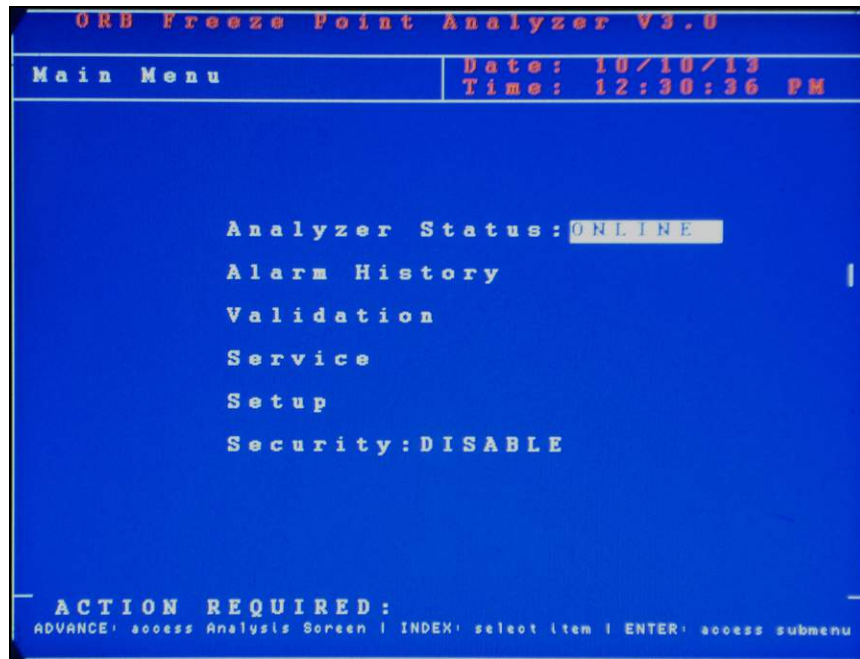 ORB Freeze Point Analyzer V3.0
Main Menu
Date: 10/10/13
Time: 12:30:36 PM
Analyzer Status:ONLINE
Alarm History
Validation
Service
Setup
Security:DISABLE
ACTION REQUIRED:
ADVANCE: access Analysis Screen | INDEX: select item | ENTER: access submenu